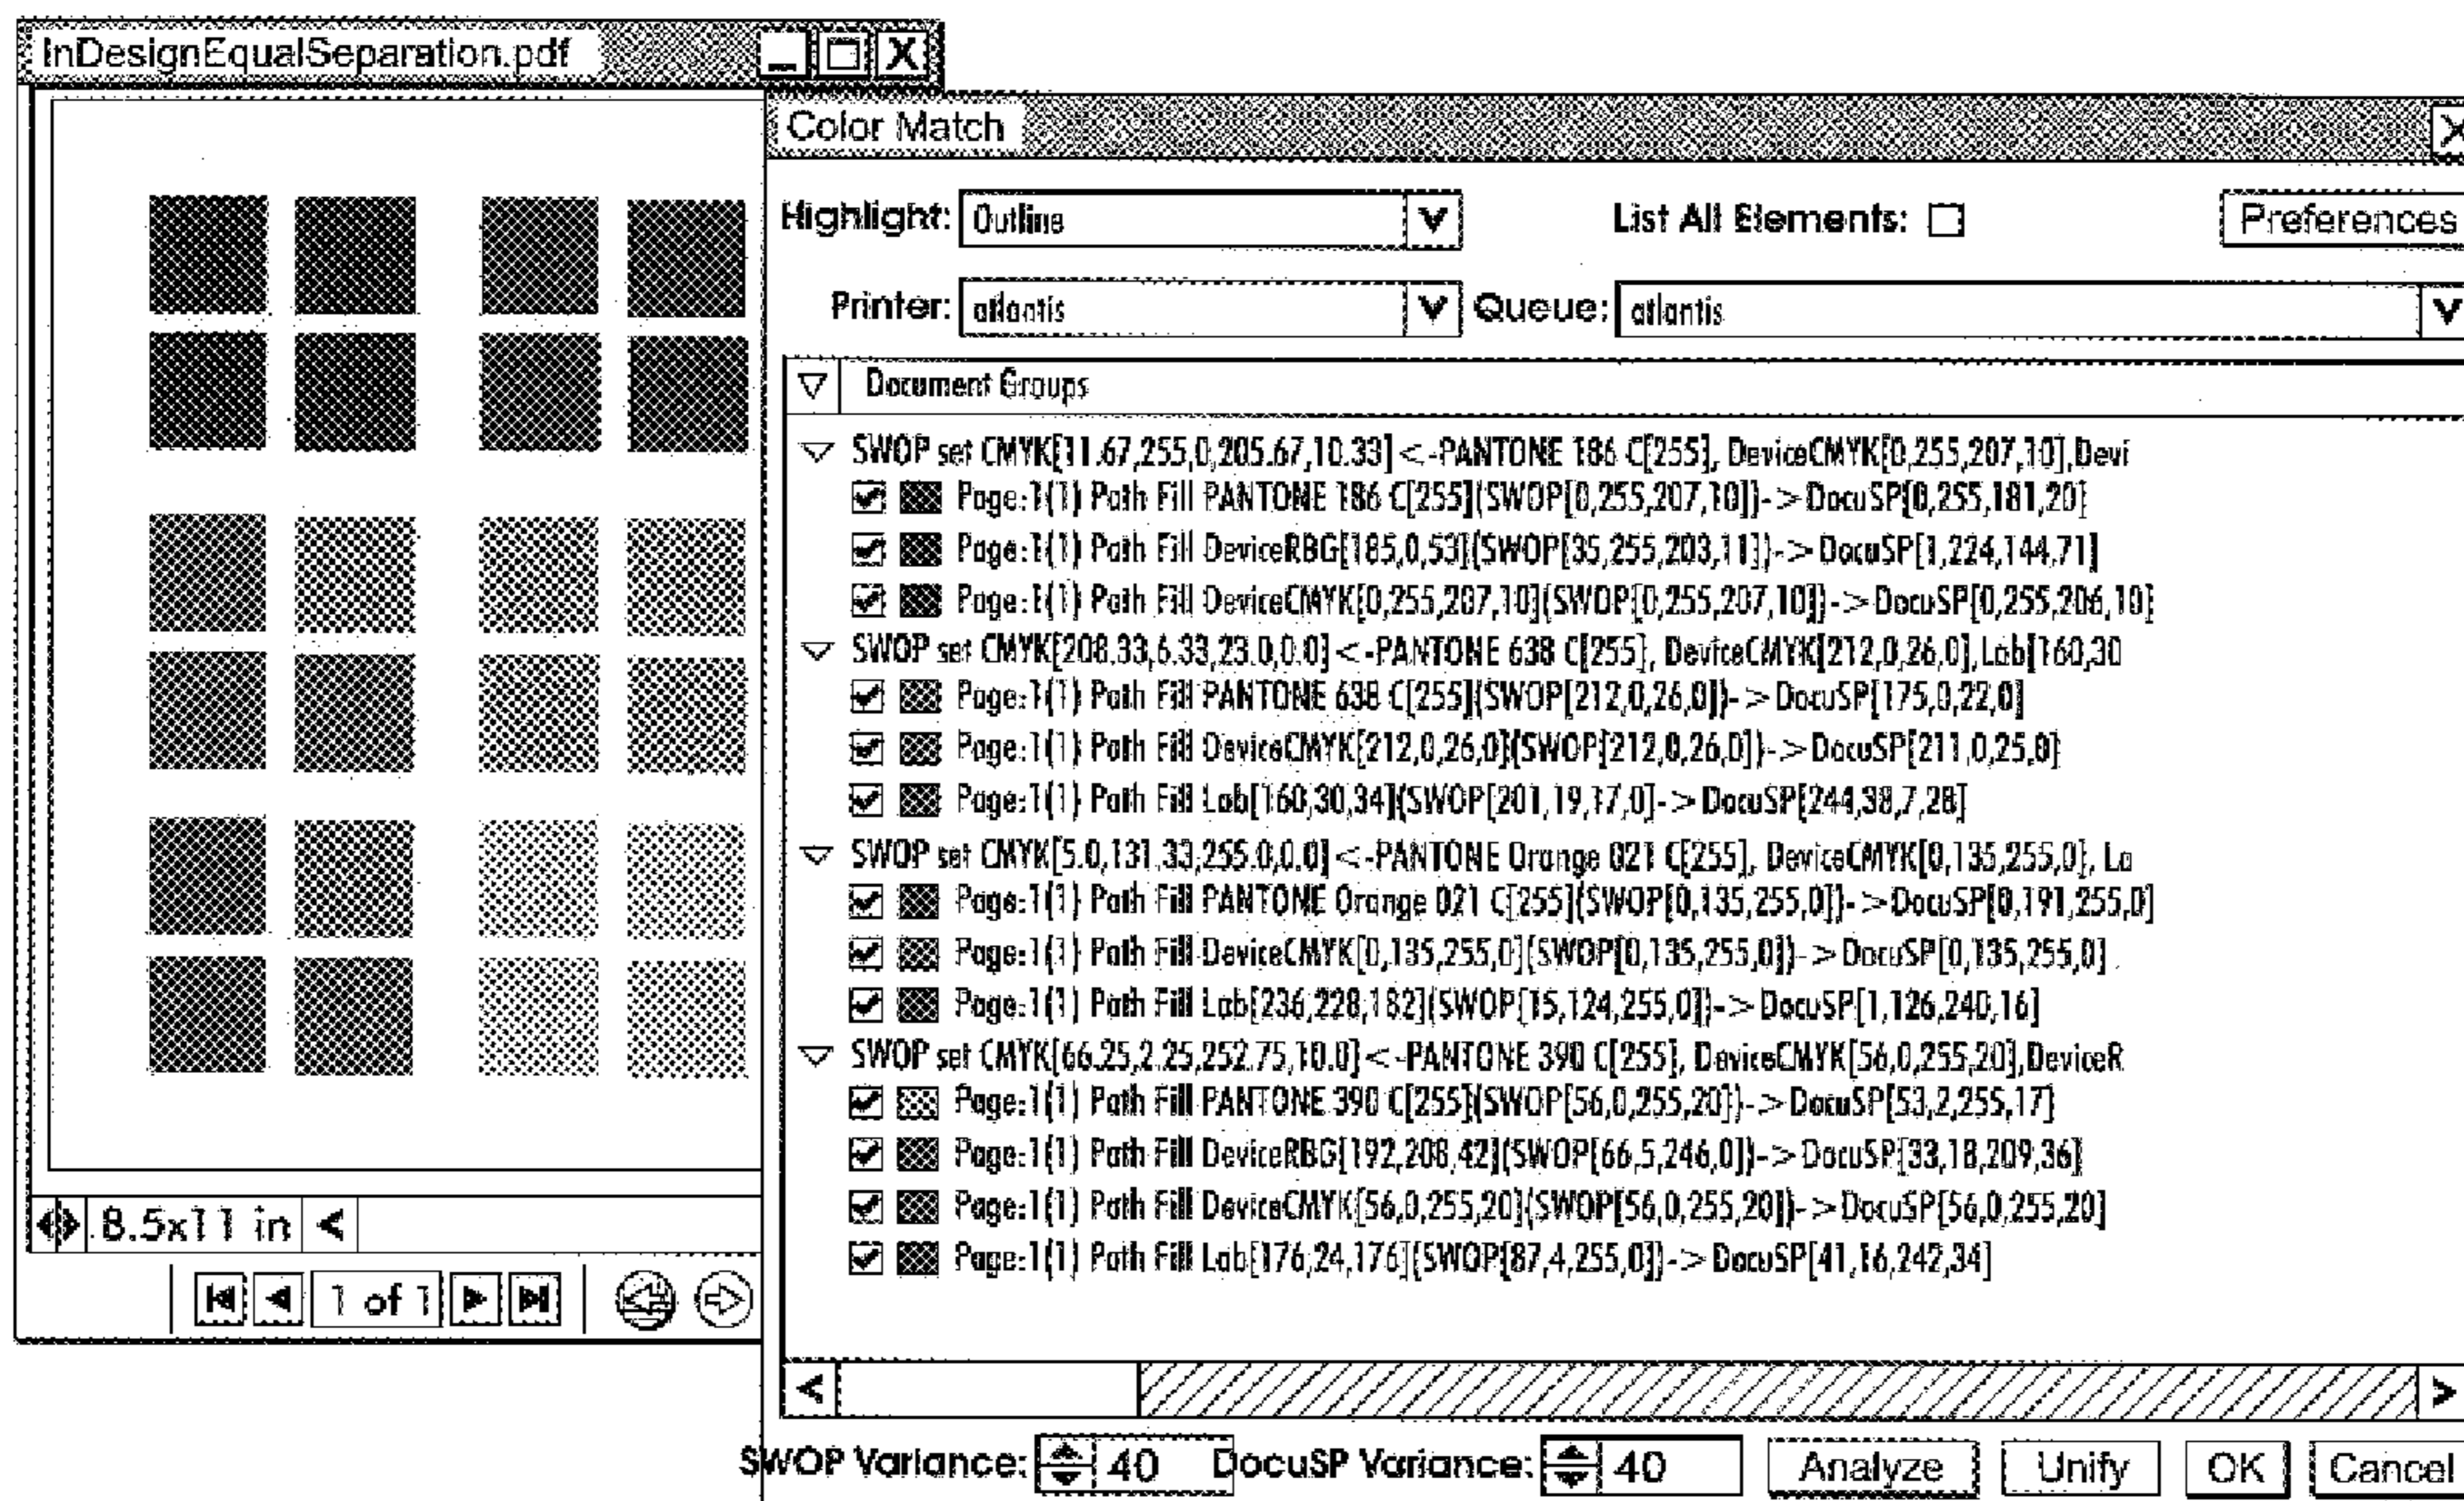 InDesignEqualSeparation.pdf
Color Match
Highlight: Outline List All Elements: Preferences
Printer: atlantis Queue: atlantis
Document Groups
SWOP set CMYK[11.67,255,0,205.67,10.33]<-PANTONE 186 C[255], DeviceCMYK[0,255,207,10],Devi
Page:1(1) Path Fill PANTONE 186 C[255](SWOP[0,255,207,10])->DocuSP[0,255,181,20]
Page:1(1) Path Fill DeviceRBG[185,0,53](SWOP[35,255,203,11])->DocuSP[1,224,144,71]
Page:1(1) Path Fill DeviceCMYK[0,255,207,10](SWOP[0,255,207,10])->DocuSP[0,255,206,10]
SWOP set CMYK[208.33,6.33,23.0,0.0]<-PANTONE 638 C[255], DeviceCMYK[212,0,26,0],Lab[160,30
Page:1(1) Path Fill PANTONE 638 C[255](SWOP[212,0,26,0])->DocuSP[175,0,22,0]
Page:1(1) Path Fill DeviceCMYK[212,0,26,0](SWOP[212,0,26,0])->DocuSP[211,0,25,0]
Page:1(1) Path Fill Lab[160,30,34](SWOP[201,19,17,0]->DocuSP[244,38,7,28]
SWOP set CMYK[5.0,131.33,255.0,0.0]<-PANTONE Orange 021 C[255], DeviceCMYK[0,135,255,0], La
Page:1(1) Path Fill PANTONE Orange 021 C[255](SWOP[0,135,255,0])->DocuSP[0,191,255,0]
Page:1(1) Path Fill DeviceCMYK[0,135,255,0](SWOP[0,135,255,0])->DocuSP[0,135,255,0]
Page:1(1) Path Fill Lab[236,228,182](SWOP[15,124,255,0])->DocuSP[1,126,240,16]
SWOP set CMYK[66.25,2.25,252.75,10.0]<-PANTONE 390 C[255], DeviceCMYK[56,0,255,20],DeviceR
Page:1(1) Path Fill PANTONE 390 C[255](SWOP[56,0,255,20])->DocuSP[53,2,255,17]
Page:1(1) Path Fill DeviceRBG[192,208,42](SWOP[66,5,246,0])->DocuSP[33,18,209,36]
Page:1(1) Path Fill DeviceCMYK[56,0,255,20](SWOP[56,0,255,20])->DocuSP[56,0,255,20]
Page:1(1) Path Fill Lab[176,24,176](SWOP[87,4,255,0])->DocuSP[41,16,242,34]
8.5x11 in
1 of 1
SWOP Variance: 40 DocuSP Variance: 40 Analyze Unify OK Cancel